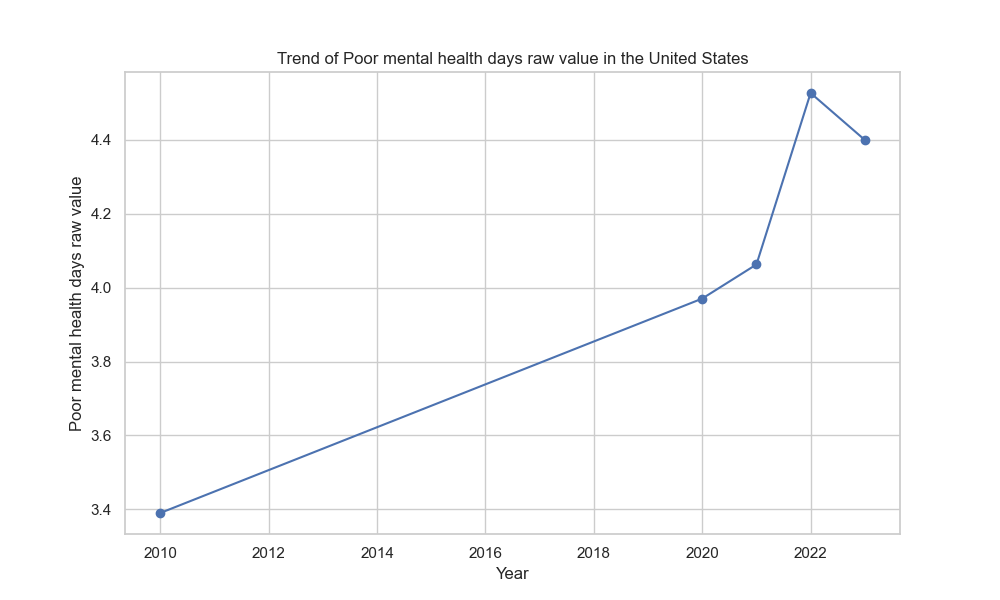 Trend of Poor mental health days raw value in the United States
Poor mental health days raw value
4.4
4.2
4.0
3.8
3.6
3.4
2010 2012 2014 2016 2018 2020 2022
Year